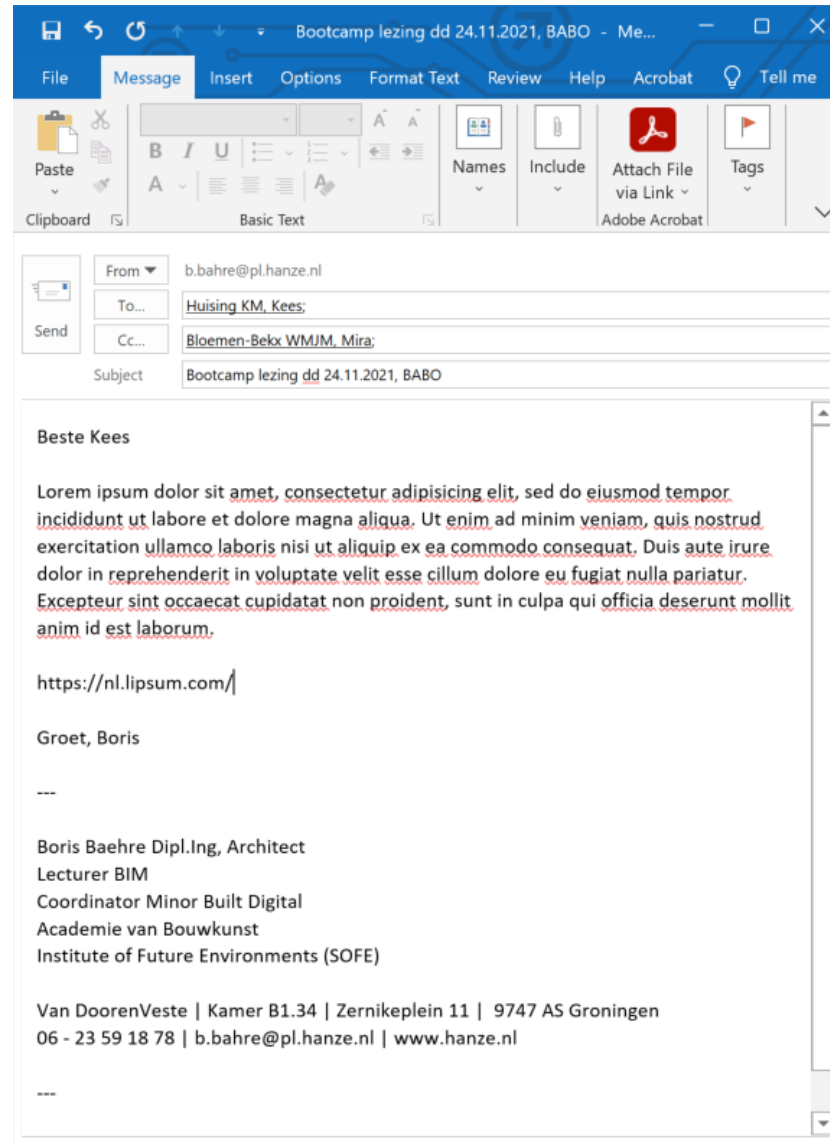 Bootcamp lezing dd 24.11.2021, BABO - Me...
File Message Insert Options Format Text Review Help Acrobat Tell me
Paste
Clipboard
B I U
A
A A
Basic Text
Names
Include
Attach File
via Link
Adobe Acrobat
Tags
Send
From b.bahre@pl.hanze.nl
To... Huising KM, Kees;
Cc... Bloemen-Bekx WMJM, Mira;
Subject Bootcamp lezing dd 24.11.2021, BABO
Beste Kees
Lorem ipsum dolor sit amet, consectetur adipisicing elit, sed do eiusmod tempor
incididunt ut labore et dolore magna aliqua. Ut enim ad minim veniam, quis nostrud
exercitation ullamco laboris nisi ut aliquip ex ea commodo consequat. Duis aute irure
dolor in reprehenderit in voluptate velit esse cillum dolore eu fugiat nulla pariatur.
Excepteur sint occaecat cupidatat non proident, sunt in culpa qui officia deserunt mollit
anim id est laborum.
https://nl.lipsum.com/
Groet, Boris
---
Boris Baehre Dipl.Ing, Architect
Lecturer BIM
Coordinator Minor Built Digital
Academie van Bouwkunst
Institute of Future Environments (SOFE)
Van DoorenVeste | Kamer B1.34 | Zernikeplein 11 | 9747 AS Groningen
06 - 23 59 18 78 | b.bahre@pl.hanze.nl | www.hanze.nl
---